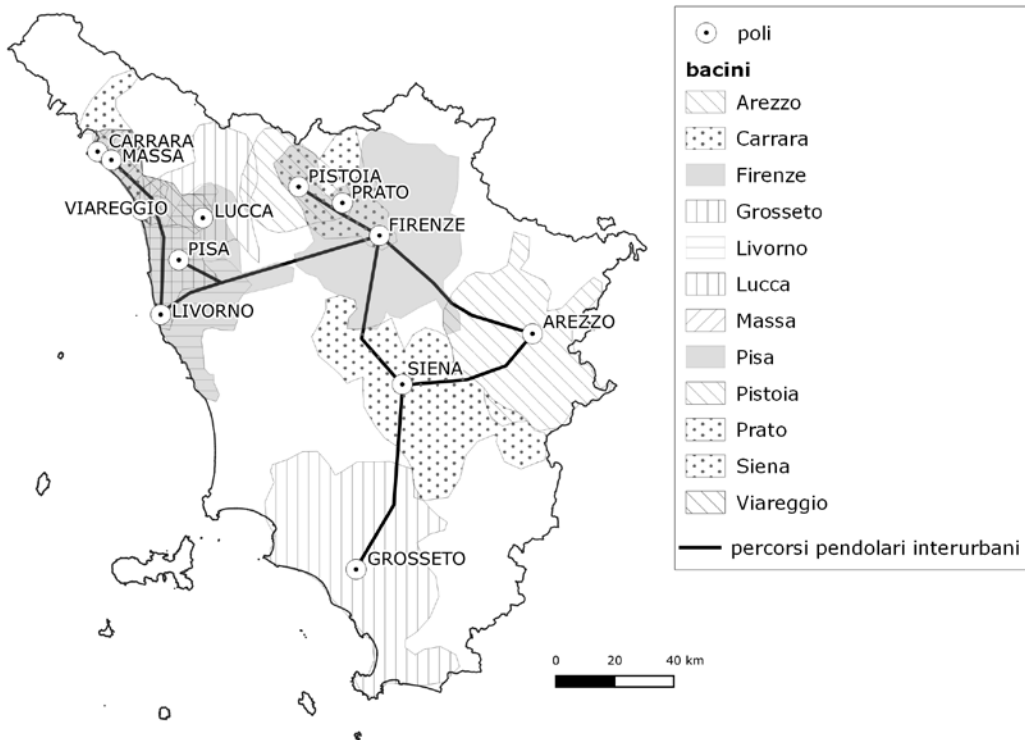 CARRARA
MASSA
VIAREGGIO
LUCCA
PISA
LIVORNO
PISTOIA
PRATO
FIRENZE
AREZZO
SIENA
GROSSETO
0 20 40 km
poli
bacini
Arezzo
Carrara
Firenze
Grosseto
Livorno
Lucca
Massa
Pisa
Pistoia
Prato
Siena
Viareggio
percorsi pendolari interurbani